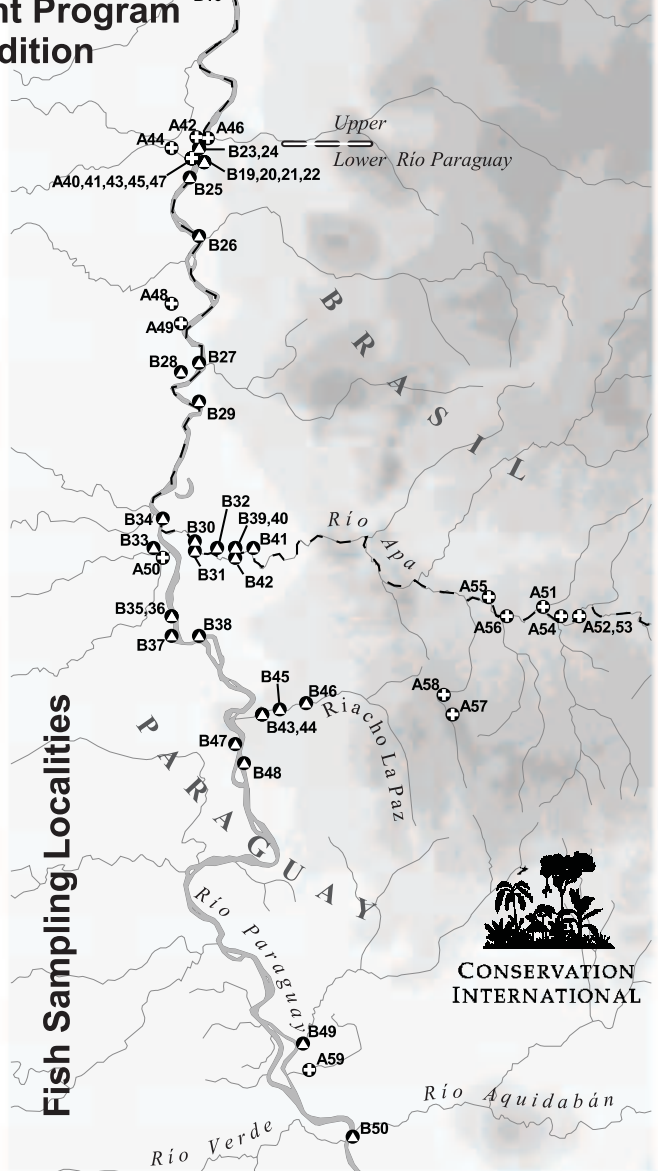 nt Program
dition
A42
A46
A44
B23,24
B19,20,21,22
A40,41,43,45,47
B25
Upper
Lower Río Paraguay
B26
A48
A49
B27
B28
B29
BRASIL
B32
B34
B30
B39,40
B33
B41
A50
B31
B42
Río Apa
A55
A51
A56
A54
A52,53
B35,36
B38
B37
B45
B46
B43,44
A58
A57
Riacho La Paz
B47
B48
PARAGUAY
Fish Sampling Localities
Río Paraguay
CONSERVATION
INTERNATIONAL
B49
A59
Río Aquidabán
B50
Río Verde